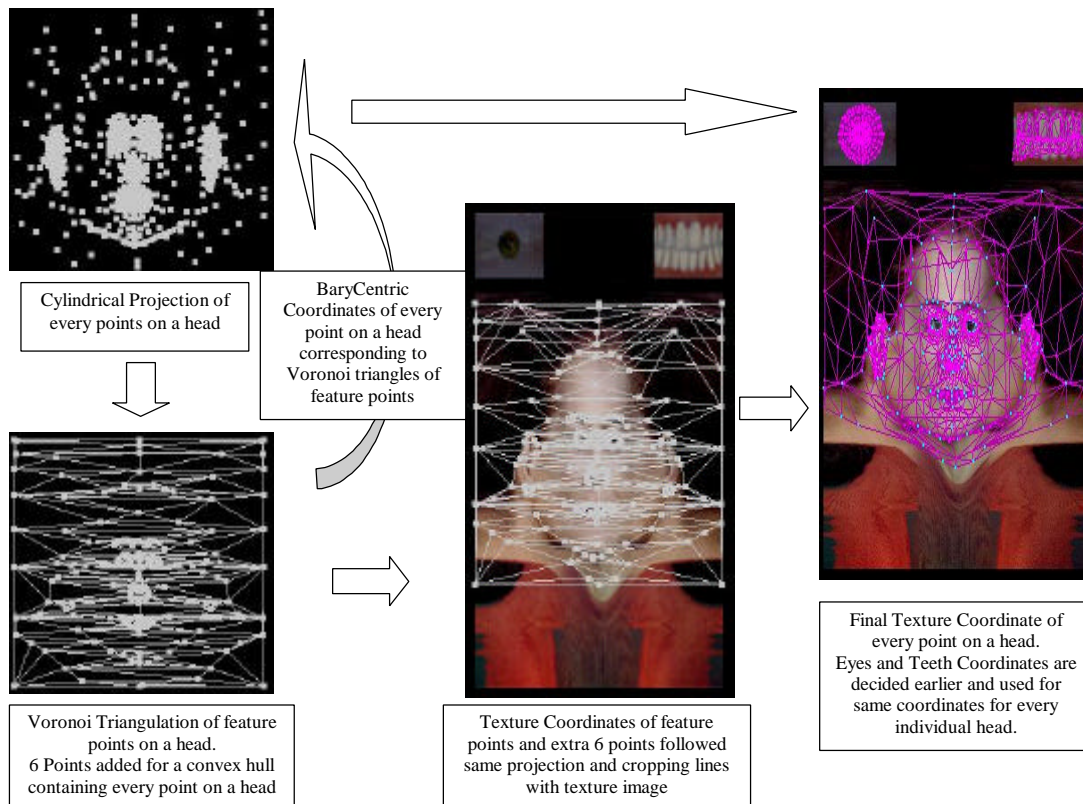 Cylindrical Projection of
every points on a head
BaryCentric
Coordinates of every
point on a head
corresponding to
Voronoi triangles of
feature points
Voronoi Triangulation of feature
points on a head.
6 Points added for a convex hull
containing every point on a head
Texture Coordinates of feature
points and extra 6 points followed
same projection and cropping lines
with texture image
Final Texture Coordinate of
every point on a head.
Eyes and Teeth Coordinates are
decided earlier and used for
same coordinates for every
individual head.